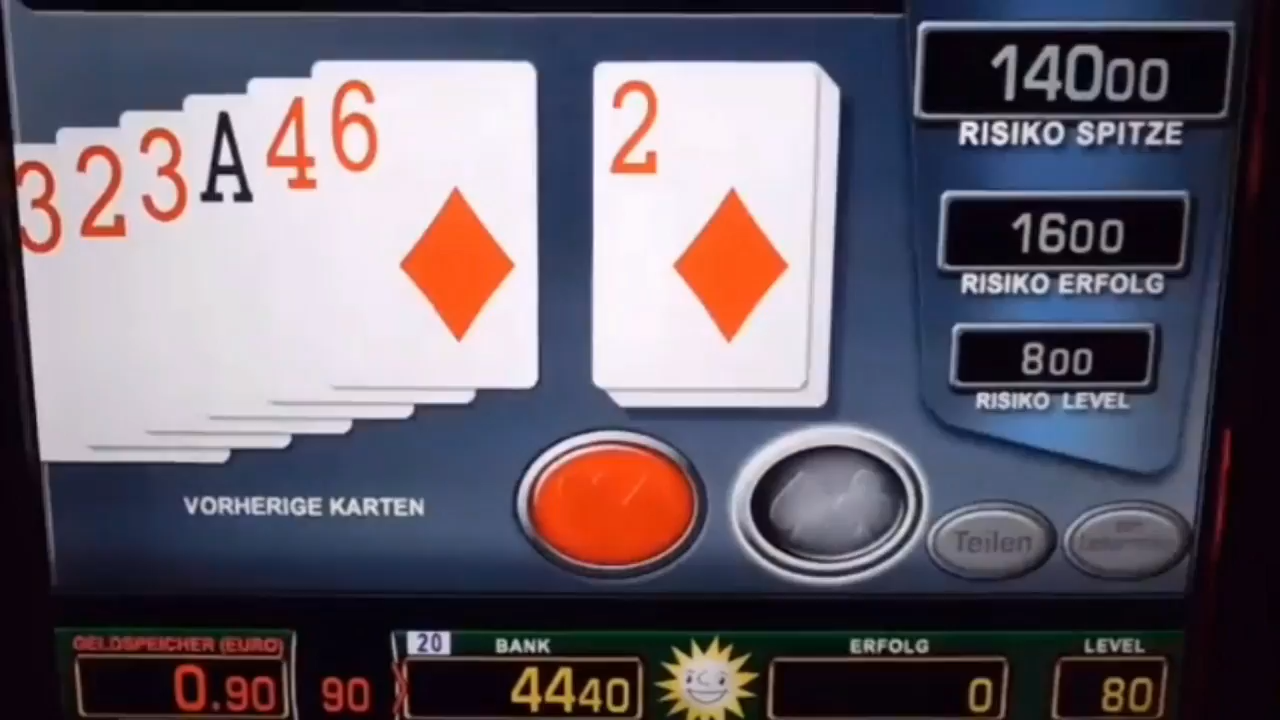 3 2 3 A 4 6
2
14000
RISIKO SPITZE
1600
RISIKO ERFOLG
800
RISIKO LEVEL
VORHERIGE KARTEN
Teilen
GELDSPEICHER (EURO)
0.90
90
20
BANK
4440
ERFOLG
0
LEVEL
80